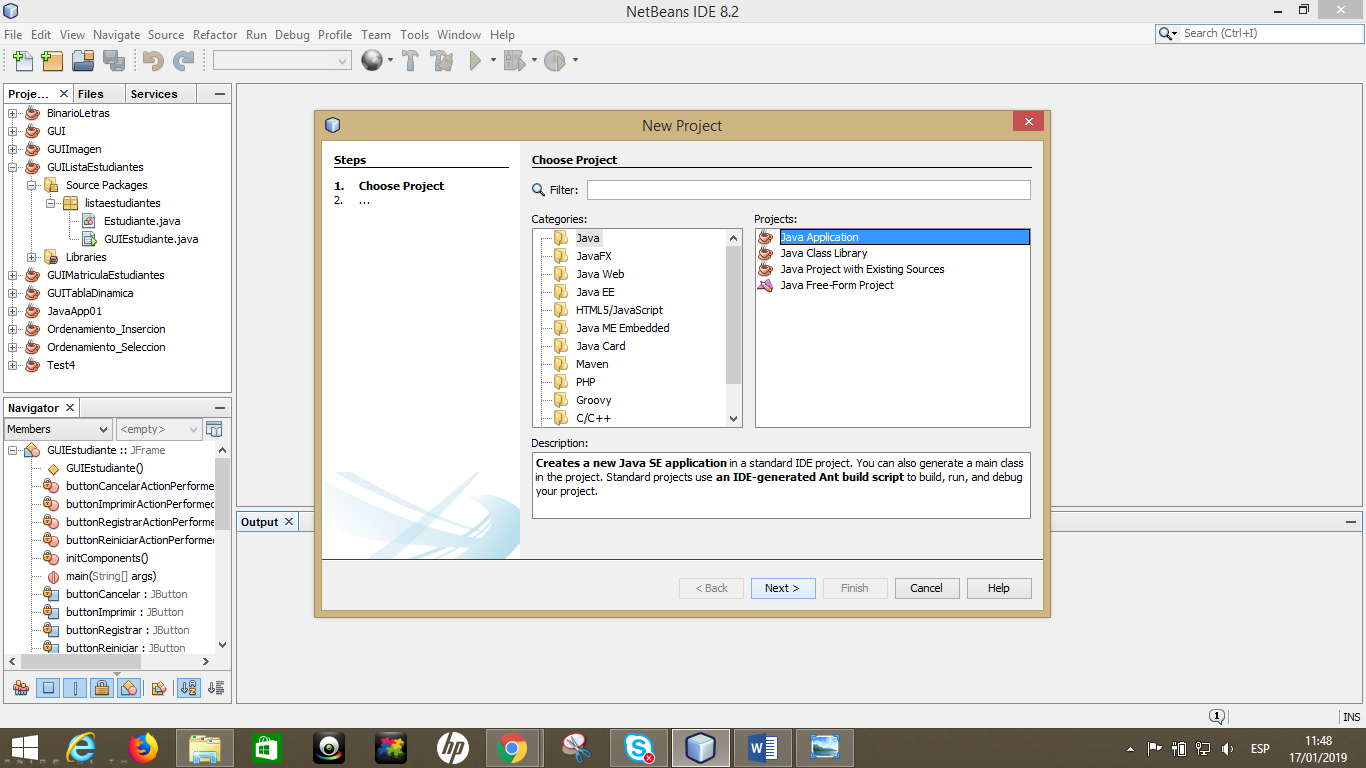 NetBeans IDE 8.2
File Edit View Navigate Source Refactor Run Debug Profile Team Tools Window Help
Search (Ctrl+I)
Proje... Files Services
BinarioLetras
GUI
GUIImagen
GUIListaEstudiantes
Source Packages
listaestudiantes
Estudiante.java
GUIEstudiante.java
Libraries
GUIMatriculaEstudiantes
GUITablaDinamica
JavaApp01
Ordenamiento_Insercion
Ordenamiento_Seleccion
Test4
Navigator
Members <empty>
GUIEstudiante :: JFrame
GUIEstudiante()
buttonCancelarActionPerforme
buttonImprimirActionPerformed
buttonRegistrarActionPerforme
buttonReiniciarActionPerforme
initComponents()
main(String[] args)
buttonCancelar : JButton
buttonImprimir : JButton
buttonRegistrar : JButton
buttonReiniciar : JButton
New Project
Steps
1. Choose Project
2. ...
Choose Project
Filter:
Categories:
Java
JavaFX
Java Web
Java EE
HTML5/JavaScript
Java ME Embedded
Java Card
Maven
PHP
Groovy
C/C++
Projects:
Java Application
Java Class Library
Java Project with Existing Sources
Java Free-Form Project
Description:
Creates a new Java SE application in a standard IDE project. You can also generate a main class
in the project. Standard projects use an IDE-generated Ant build script to build, run, and debug
your project.
< Back Next > Finish Cancel Help
Output
1 INS
hp
ESP
11:48
17/01/2019